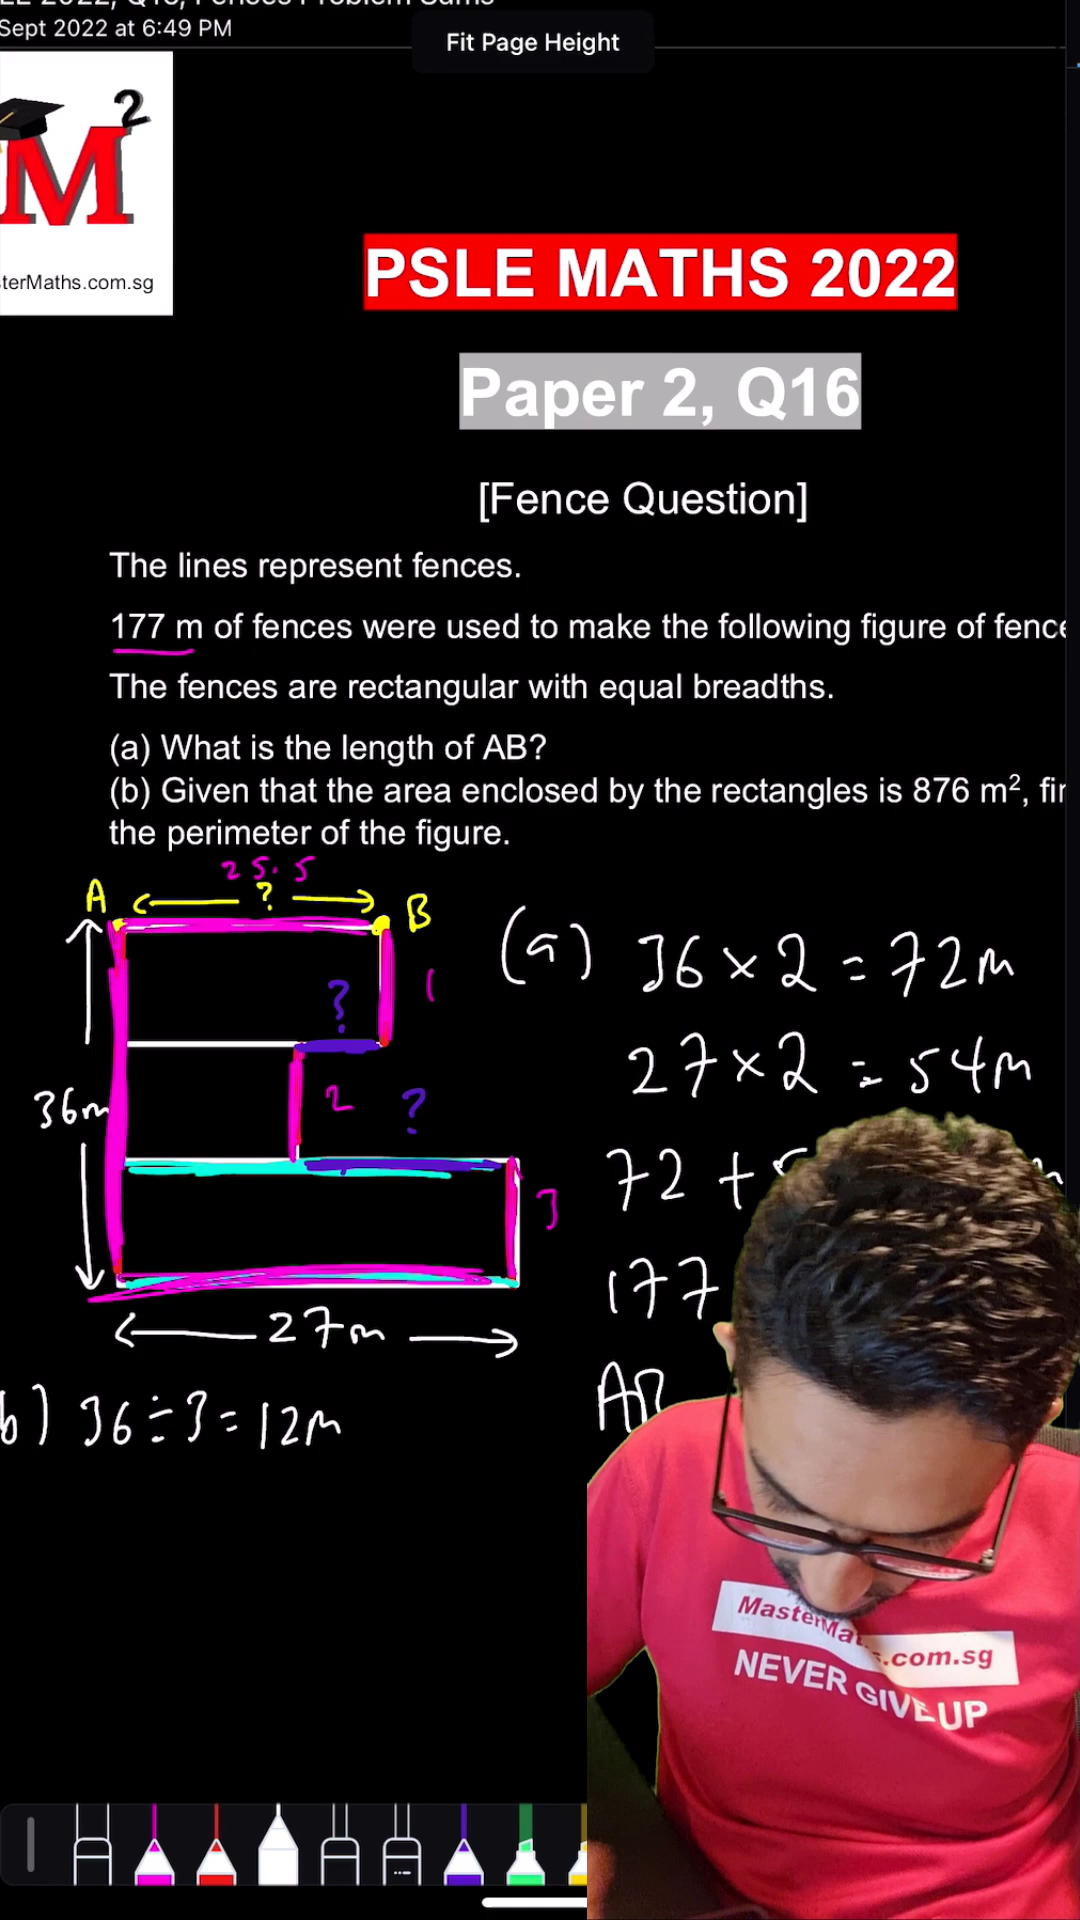 Sept 2022 at 6:49 PM
Fit Page Height
M2
sterMaths.com.sg
PSLE MATHS 2022
Paper 2, Q16
[Fence Question]
The lines represent fences.
177 m of fences were used to make the following figure of fence
The fences are rectangular with equal breadths.
(a) What is the length of AB?
(b) Given that the area enclosed by the rectangles is 876 m², fin
the perimeter of the figure.
25.5
A ? B
? 1
36m 2 ?
3
27m
(a) 36 × 2 = 72m
27 × 2 = 54m
72 +
177
AB
b) 36 ÷ 3 = 12m
MasterMa .com.sg
NEVER GIVE UP